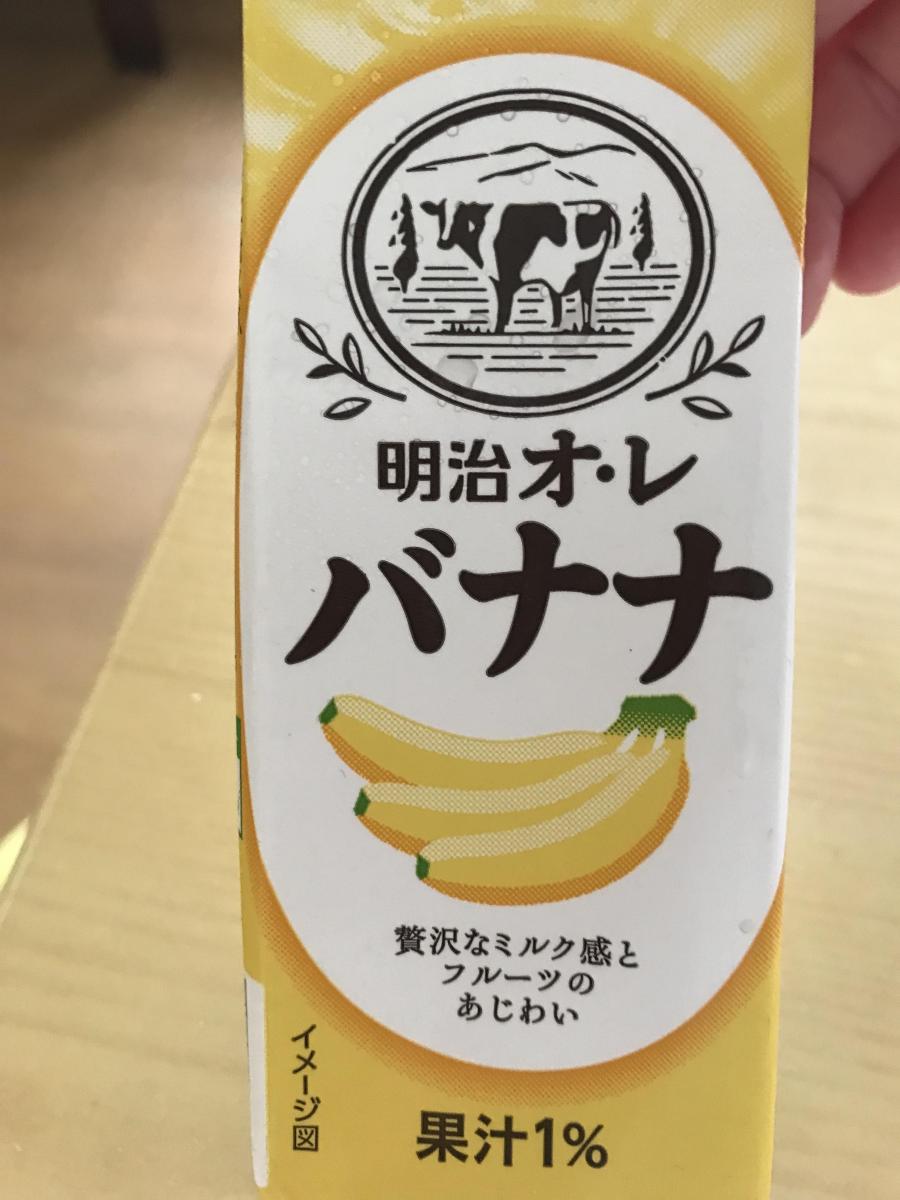 明治オ・レ
バナナ
贅沢なミルク感と
フルーツの
あじわい
イメージ図
果汁1%